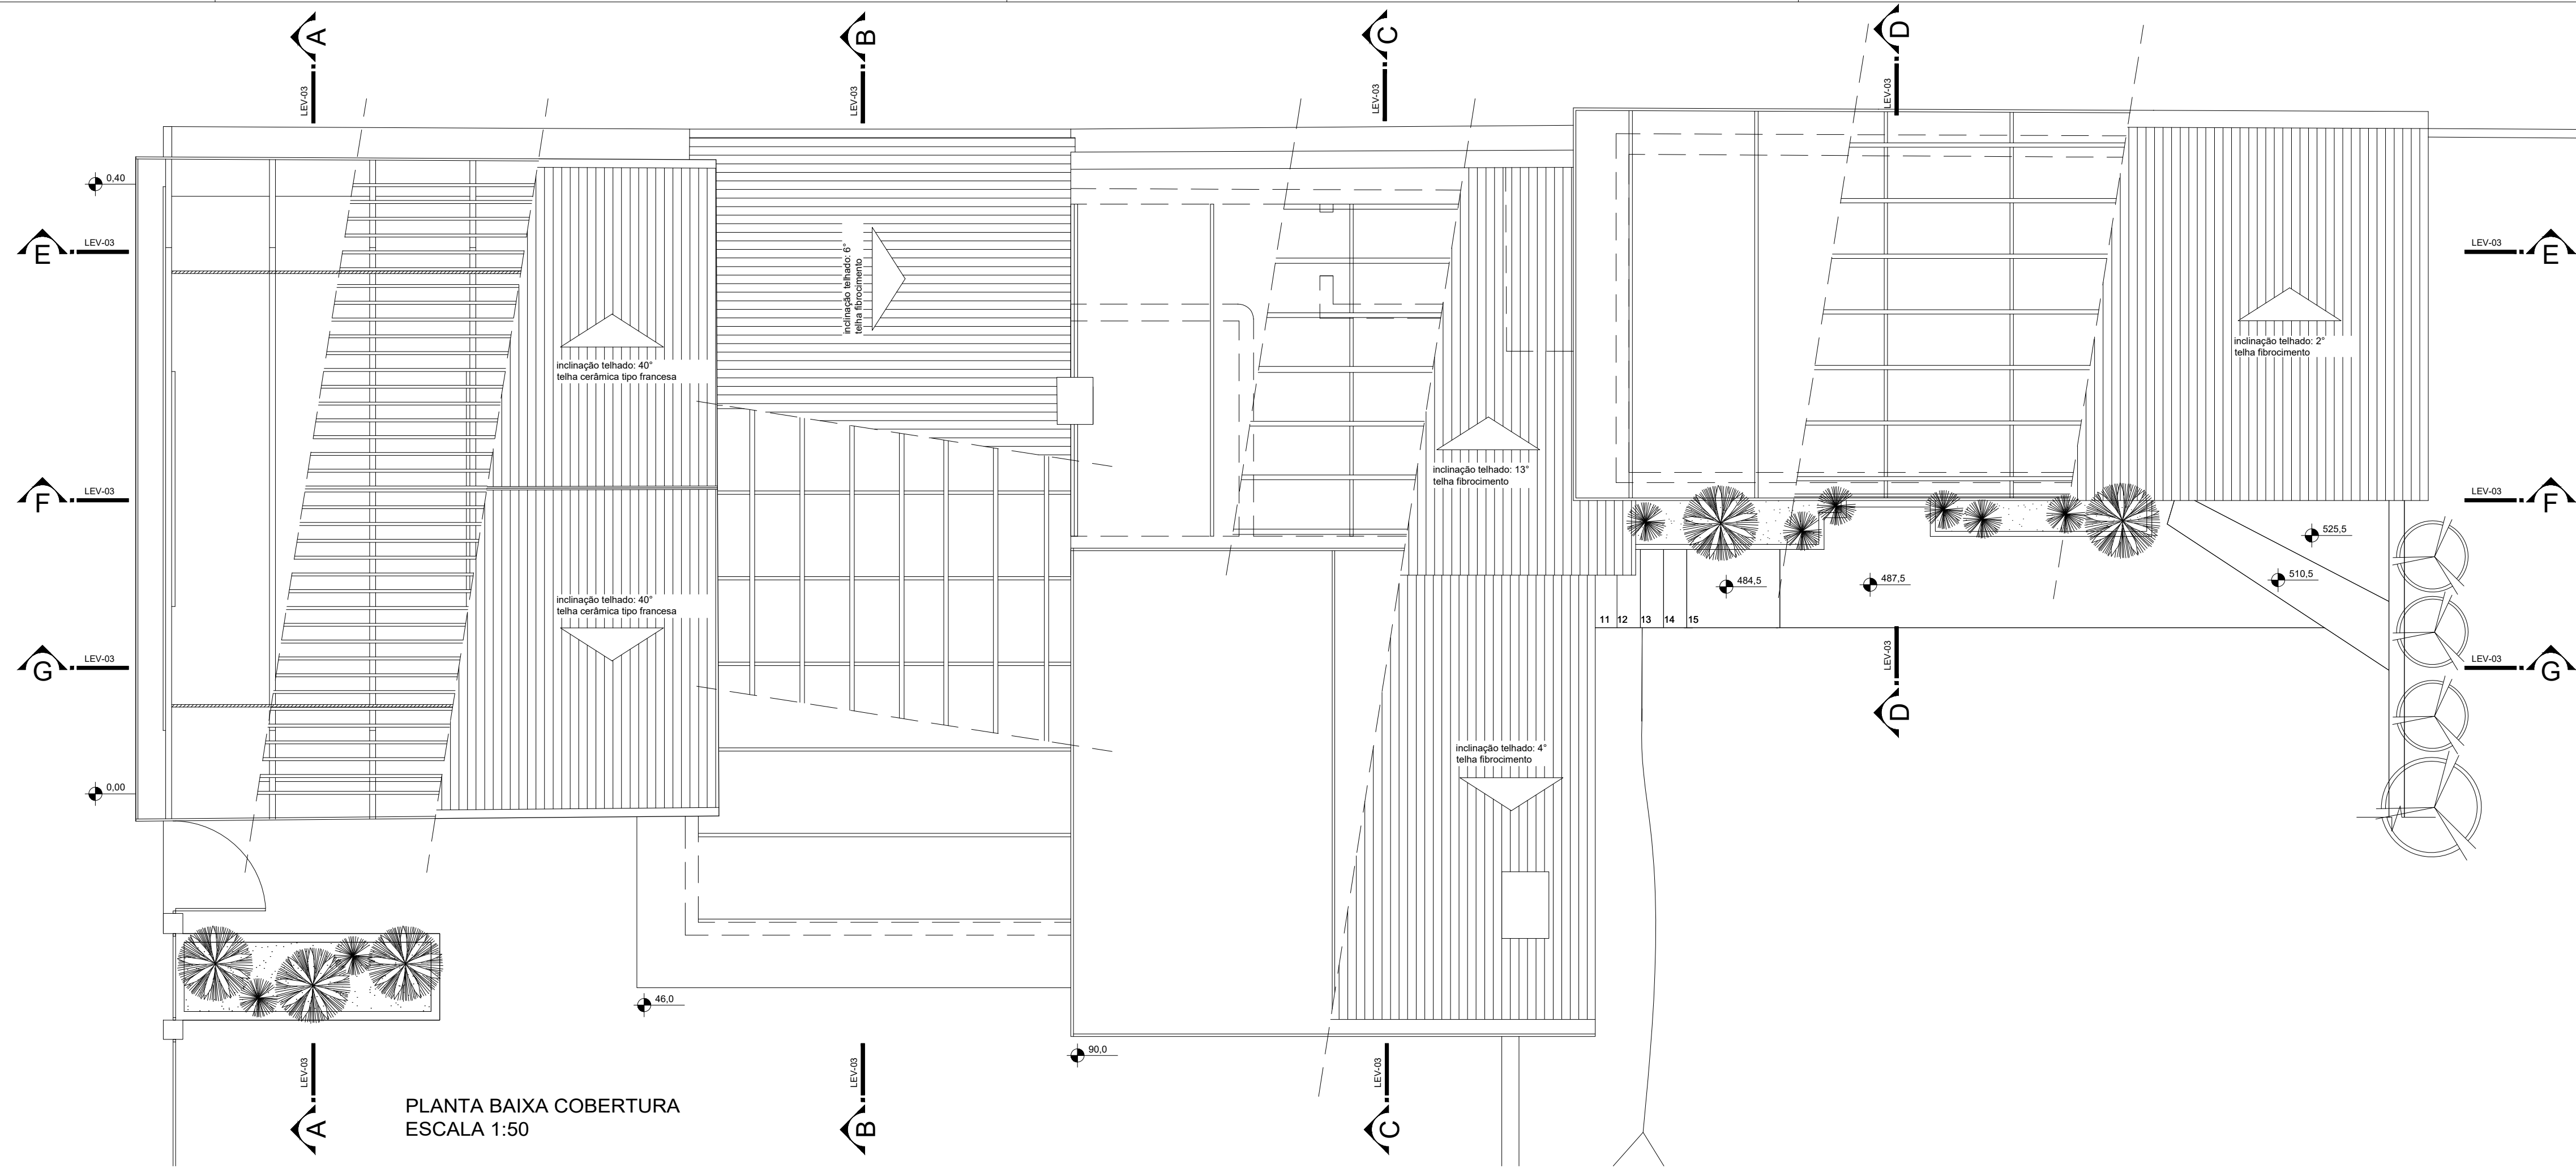 A
B
C
D
LEV-03
LEV-03
LEV-03
LEV-03
0,40
E
LEV-03
LEV-03
E
inclinação telhado: 6°
telha fibrocimento
inclinação telhado: 2°
telha fibrocimento
inclinação telhado: 40°
telha cerâmica tipo francesa
inclinação telhado: 13°
telha fibrocimento
F
LEV-03
LEV-03
F
525,5
484,5
487,5
510,5
inclinação telhado: 40°
telha cerâmica tipo francesa
11
12
13
14
15
G
LEV-03
LEV-03
LEV-03
G
D
inclinação telhado: 4°
telha fibrocimento
0,00
46,0
90,0
LEV-03
LEV-03
LEV-03
A
B
C
PLANTA BAIXA COBERTURA
ESCALA 1:50